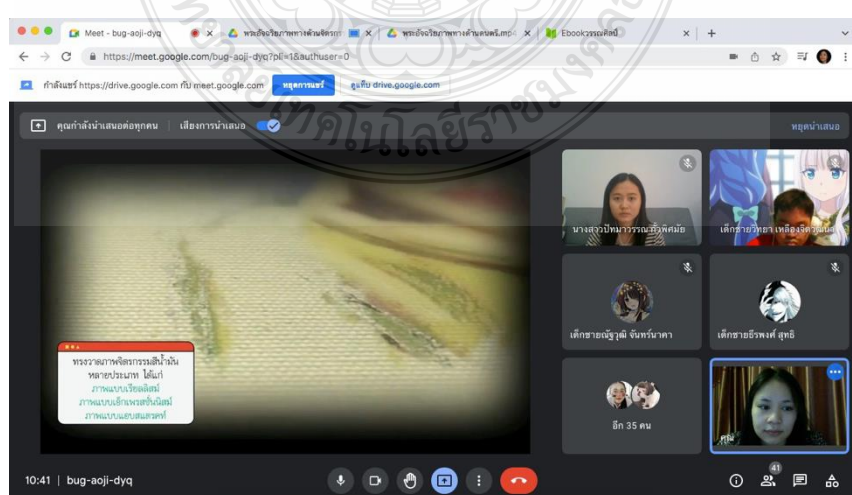 Meet - bug-aoji-dyq
พระอัจฉริยภาพทางด้านจิตรก
พระอัจฉริยภาพทางด้านดนตรี.mp4
Ebookวรรณศิลป์
https://meet.google.com/bug-aoji-dyq?pli=1&authuser=0
กำลังแชร์ https://drive.google.com กับ meet.google.com
หยุดการแชร์
ดูแท็บ drive.google.com
คุณกำลังนำเสนอต่อทุกคน
เสียงการนำเสนอ
หยุดนำเสนอ
เทคโนโลยีราช
นางสาวปัทมาวรรณ
เด็กชายวิทยา
เด็กชายณัฐวุฒิ จันทร์นาคา
เด็กชายธีรพงศ์ สุทธิ
ทรงวาดภาพจิตรกรรมสีน้ำมัน
หลายประเภท ได้แก่
ภาพแบบเรียลลิสม์
ภาพแบบเอ็กเพรสชั่นนิสม์
ภาพแบบแอบสแตรคท์
อีก 35 คน
คุณ
10:41 | bug-aoji-dyq
41